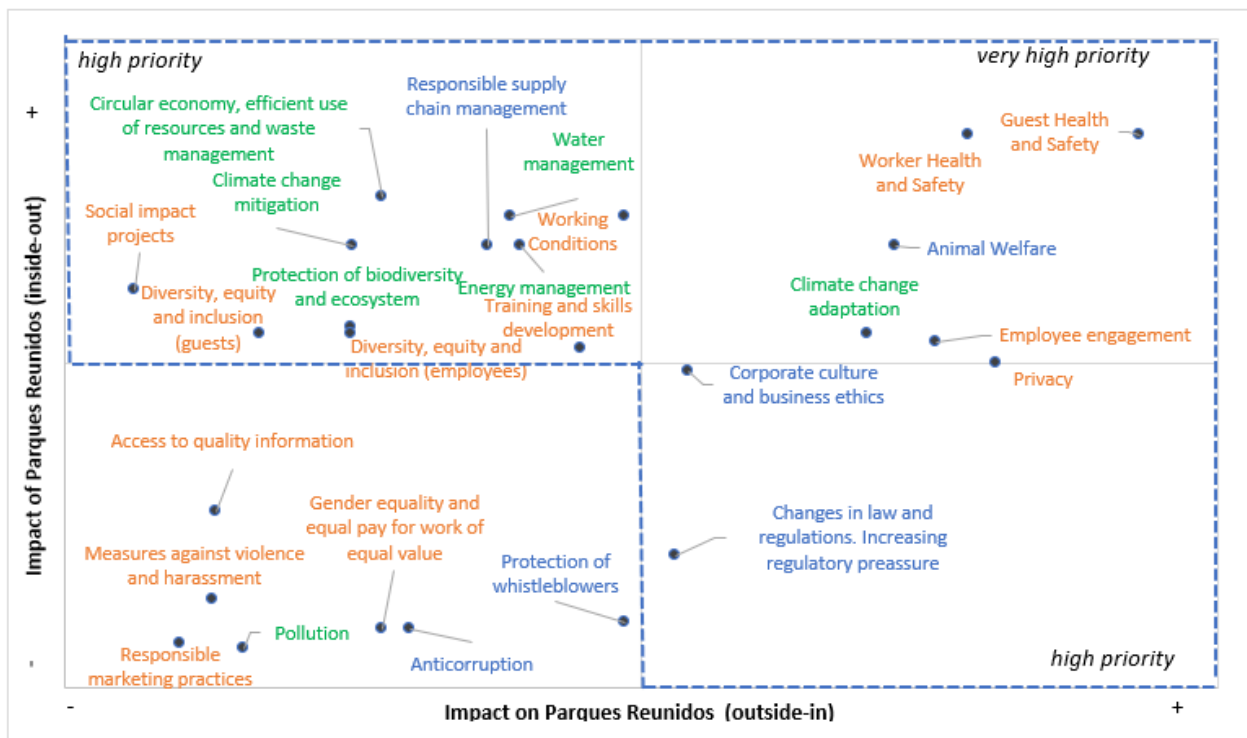 high priority
very high priority
Circular economy, efficient use
of resources and waste
management
Responsible supply
chain management
Water
management
Guest Health
and Safety
Worker Health
and Safety
Climate change
mitigation
Social impact
projects
Working
Conditions
Animal Welfare
Protection of biodiversity
and ecosystem
Energy management
Climate change
adaptation
Diversity, equity
and inclusion
(guests)
Training and skills
development
Employee engagement
Diversity, equity and
inclusion (employees)
Corporate culture
and business ethics
Privacy
Access to quality information
Gender equality and
equal pay for work of
equal value
Changes in law and
regulations. Increasing
regulatory preassure
Measures against violence
and harassment
Protection of
whistleblowers
Pollution
Responsible
marketing practices
Anticorruption
high priority
+
Impact of Parques Reunidos (inside-out)
-
-
Impact on Parques Reunidos (outside-in)
+